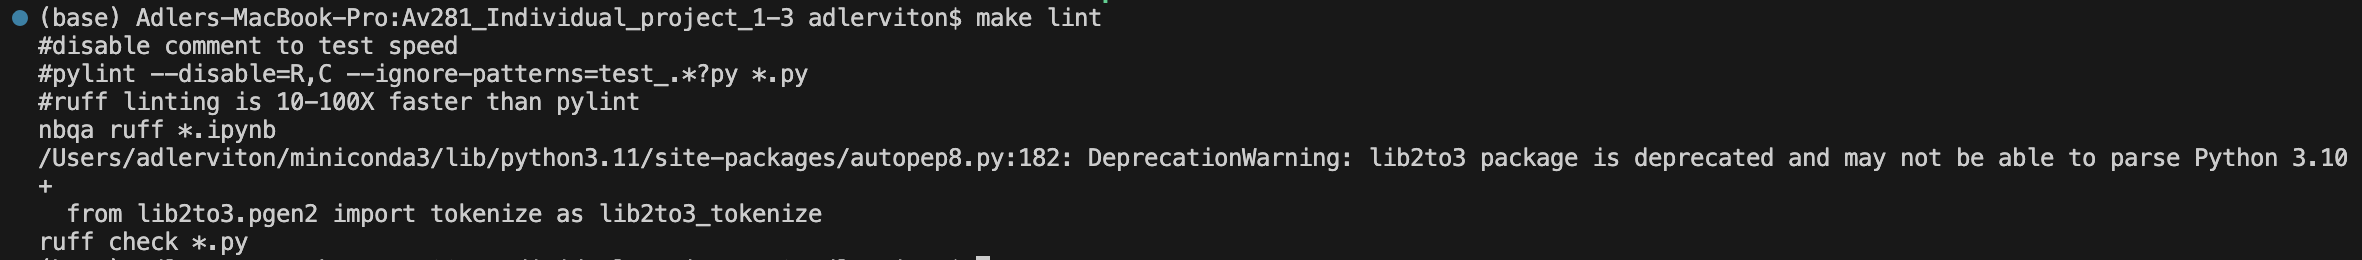 (base) Adlers-MacBook-Pro:Av281_Individual_project_1-3 adlerviton$ make lint
#disable comment to test speed
#pylint --disable=R,C --ignore-patterns=test_.*?py *.py
#ruff linting is 10-100X faster than pylint
nbqa ruff *.ipynb
/Users/adlerviton/miniconda3/lib/python3.11/site-packages/autopep8.py:182: DeprecationWarning: lib2to3 package is deprecated and may not be able to parse Python 3.10
+
from lib2to3.pgen2 import tokenize as lib2to3_tokenize
ruff check *.py